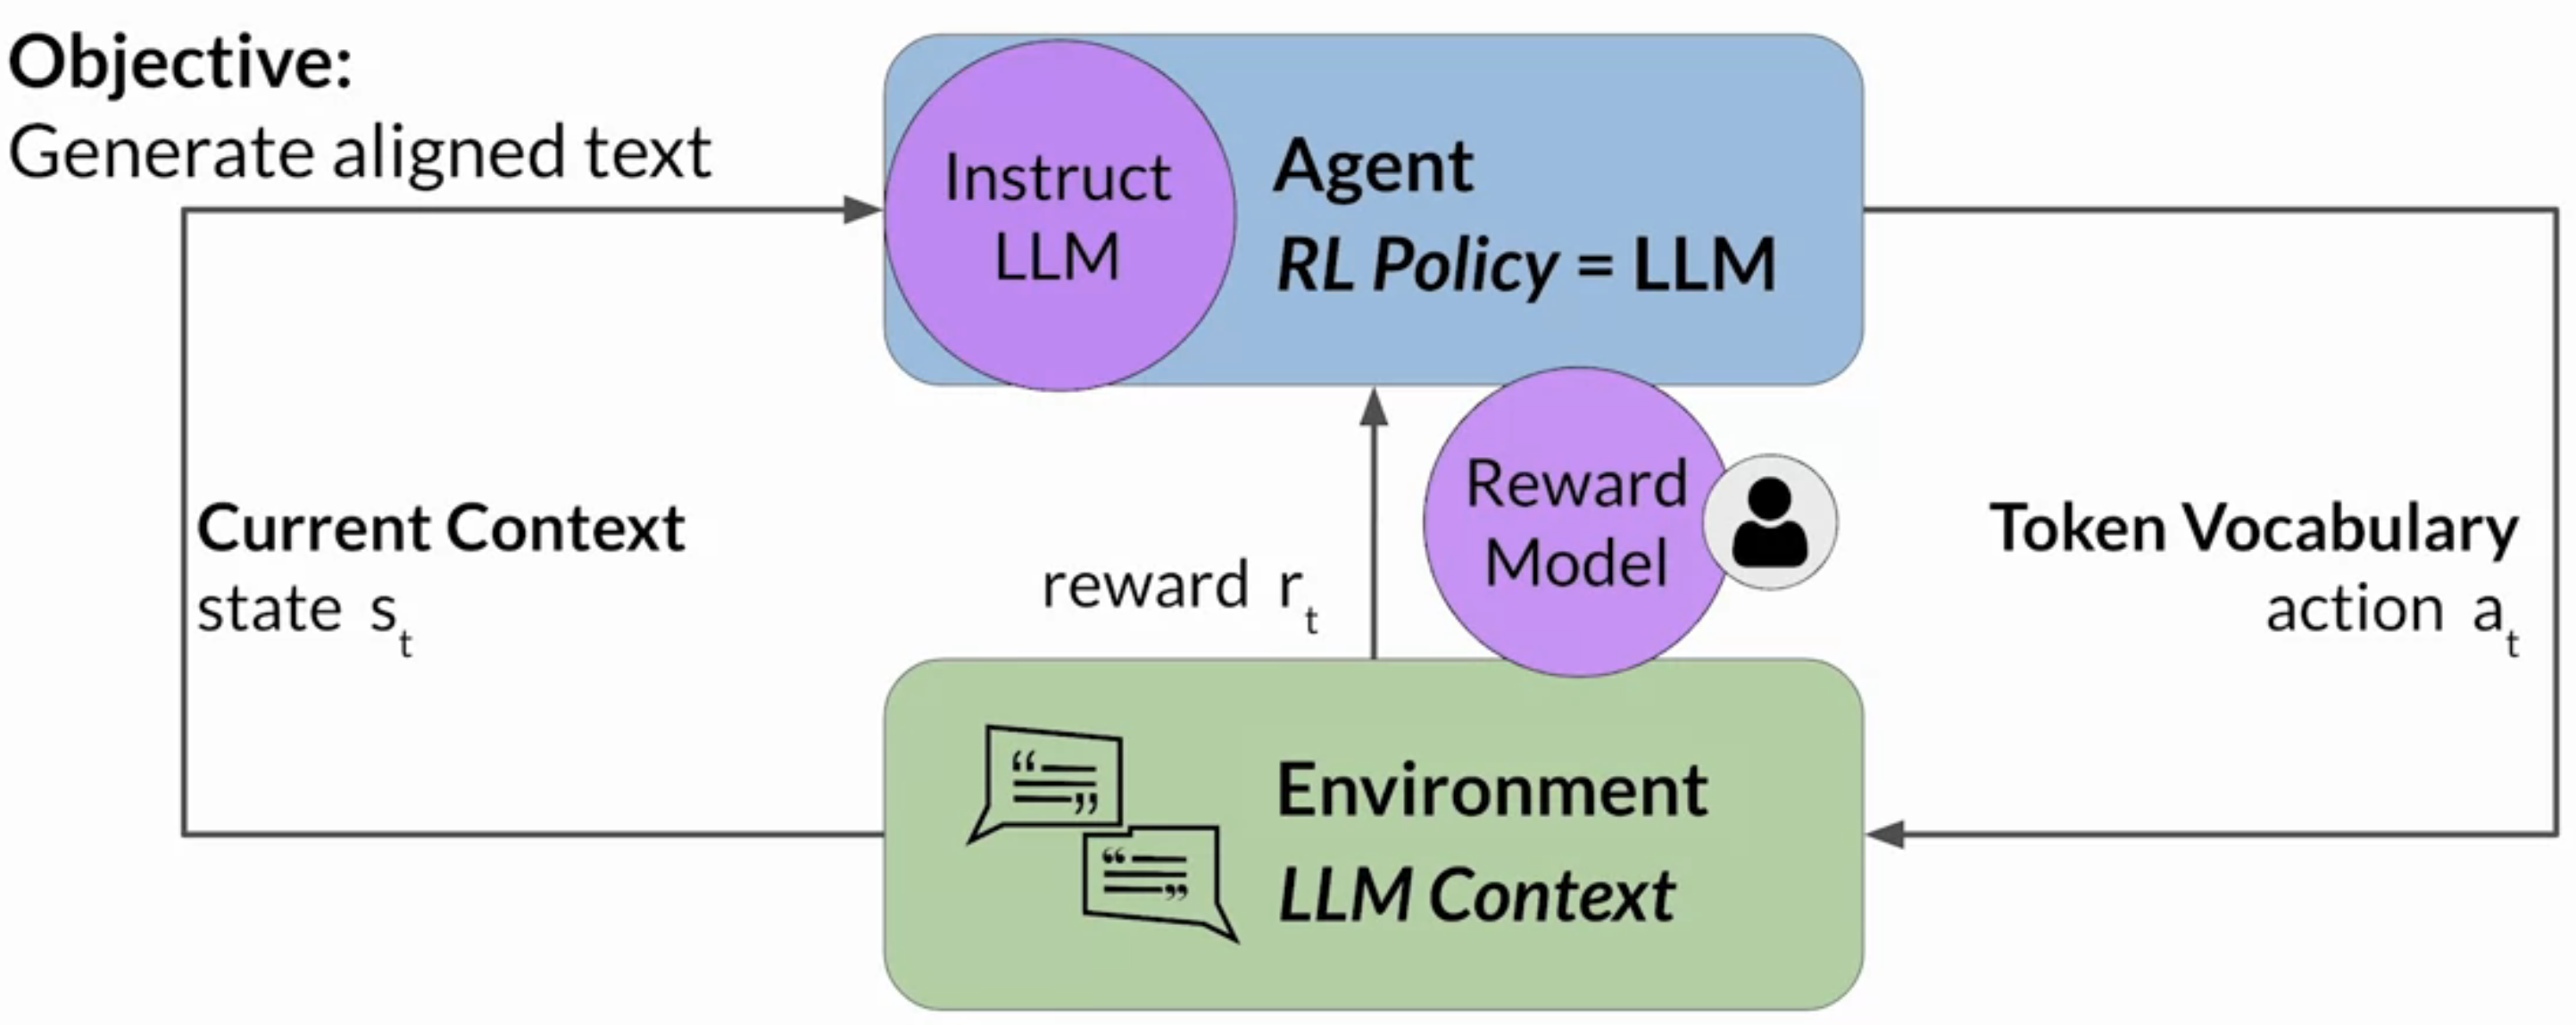 Objective:
Generate aligned text
Instruct
LLM
Agent
RL Policy = LLM
Current Context
state s_t
reward r_t
Reward
Model
Token Vocabulary
action a_t
Environment
LLM Context